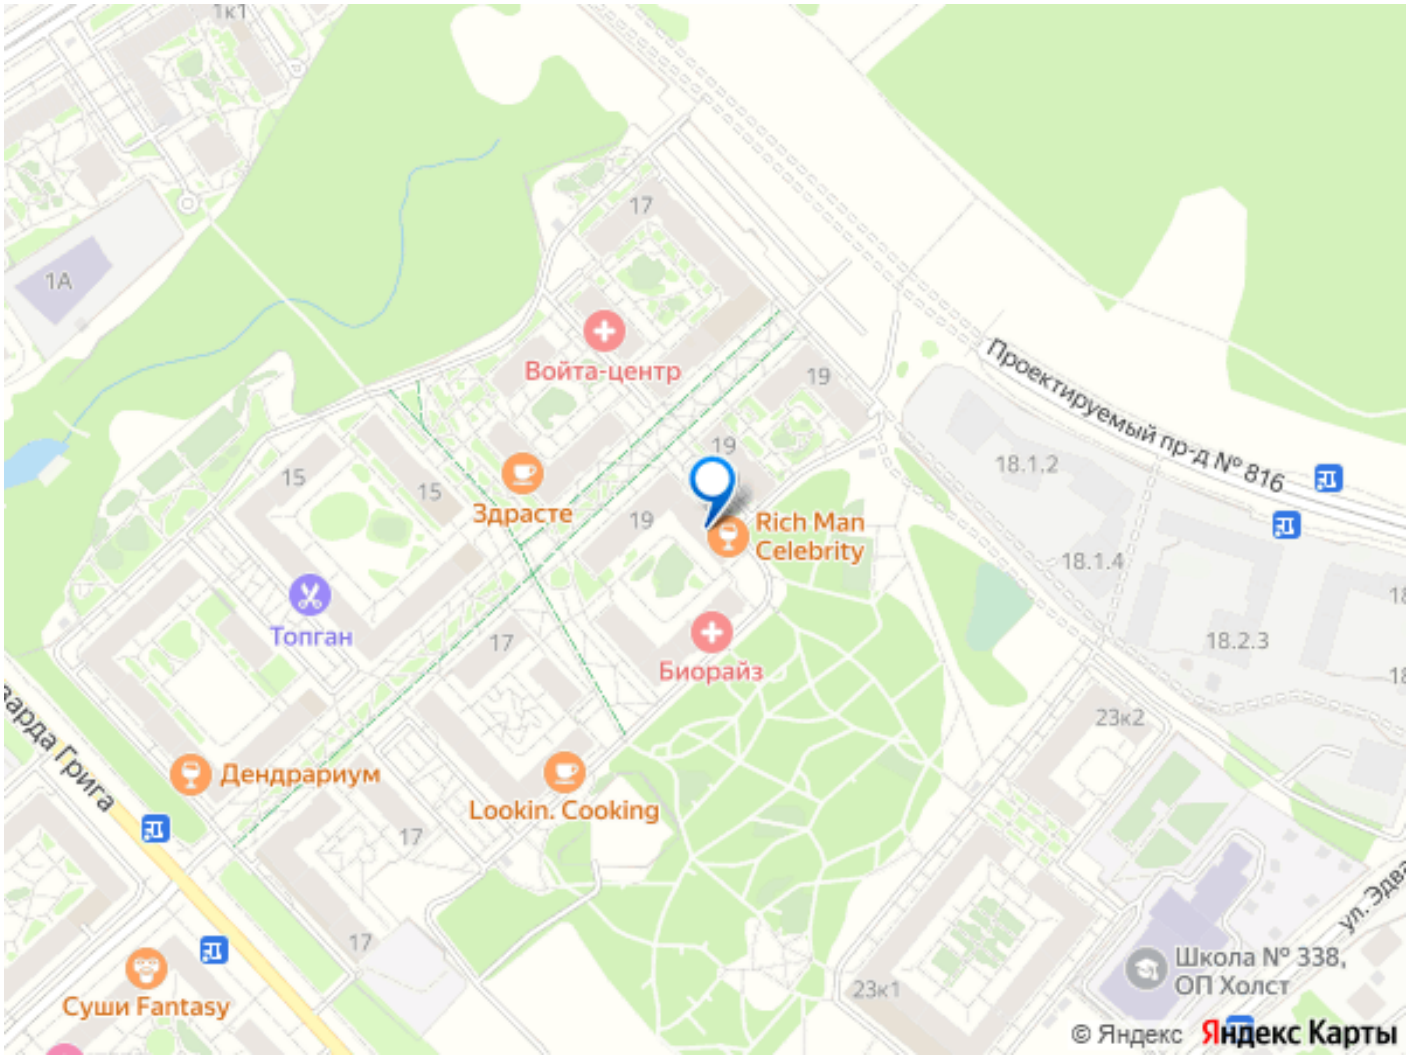 1к1
17
1А
Войта-центр
19
Проектируемый пр-д № 816
19
18.1.2
15
15
Здрасте
19
Rich Man
Celebrity
18.1.4
18.2.3
Топган
17
Биорайз
23к2
варда Грига
Дендрариум
Lookin. Cooking
17
ул. Эдва
17
Школа № 338,
ОП Холст
23к1
Суши Fantasy
© Яндекс Яндекс Карты